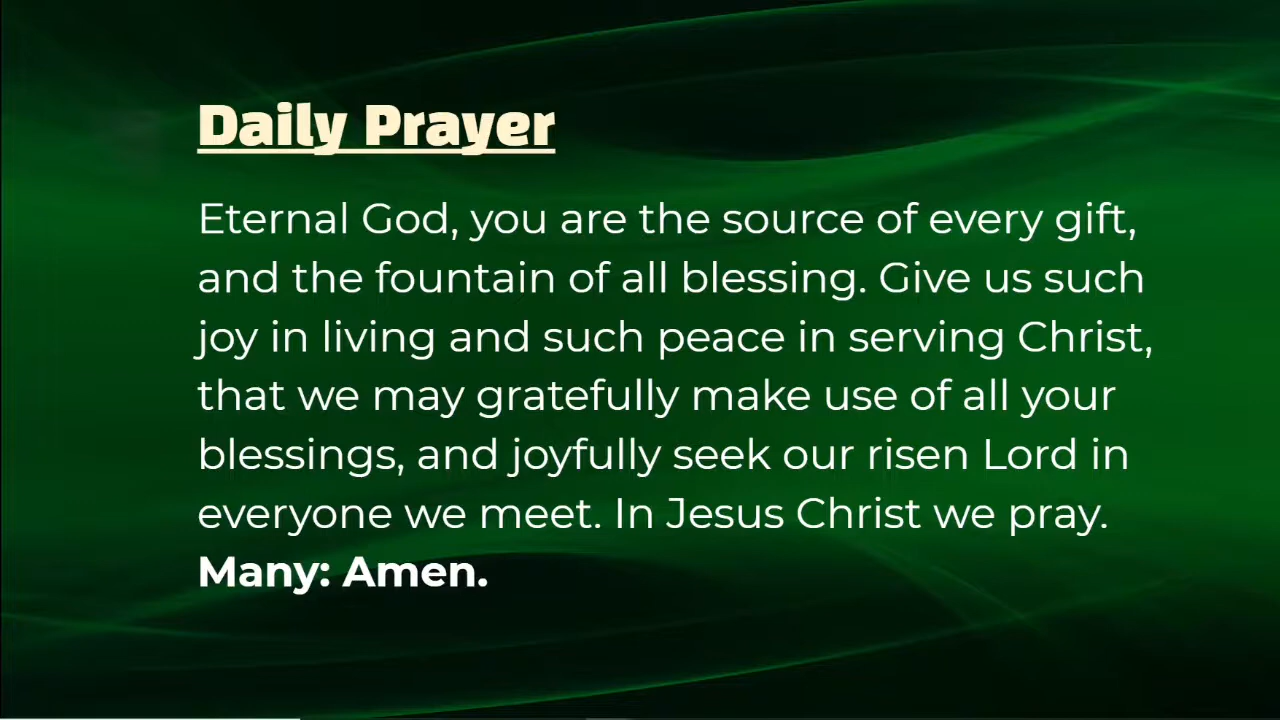 Daily Prayer
Eternal God, you are the source of every gift,
and the fountain of all blessing. Give us such
joy in living and such peace in serving Christ,
that we may gratefully make use of all your
blessings, and joyfully seek our risen Lord in
everyone we meet. In Jesus Christ we pray.
Many: Amen.